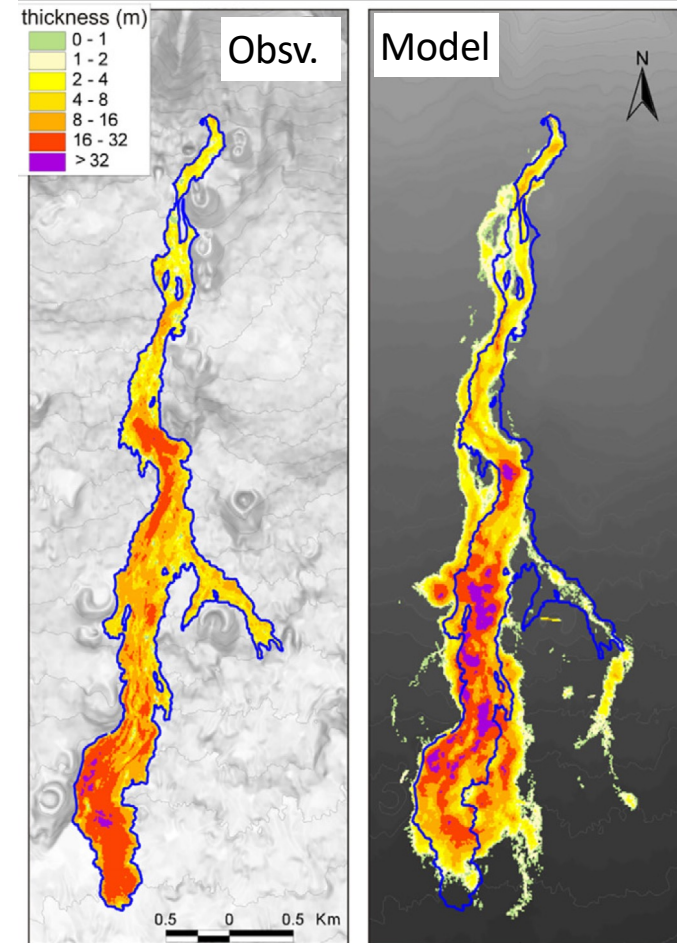 thickness (m)
0 - 1
1 - 2
2 - 4
4 - 8
8 - 16
16 - 32
> 32
Obsv.
Model
N
0.5 0 0.5 Km